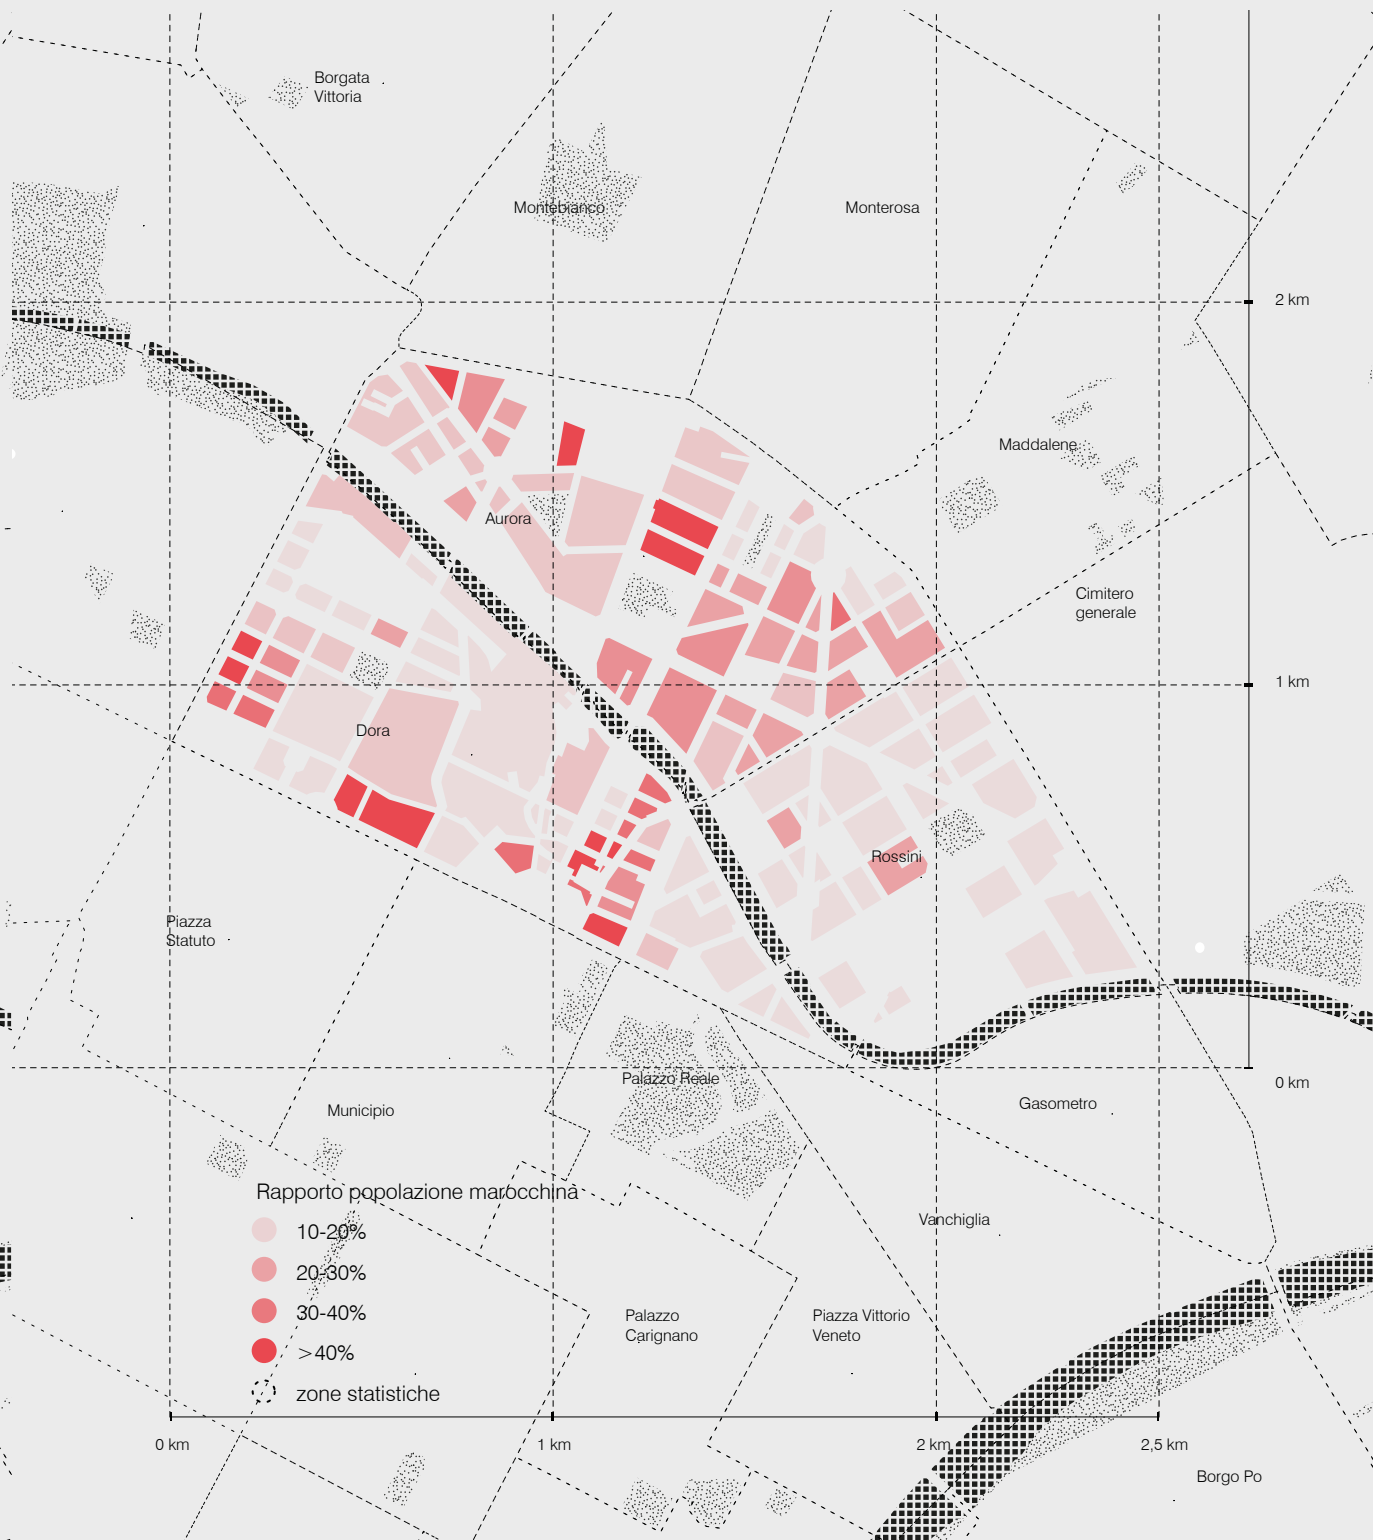 Borgata
Vittoria
Montebianco
Monterosa
2 km
Maddalene
Aurora
Cimitero
generale
1 km
Dora
Rossini
Piazza
Statuto
Palazzo Reale
0 km
Gasometro
Municipio
Rapporto popolazione marocchina
10-20%
20-30%
30-40%
>40%
zone statistiche
Vanchiglia
Palazzo
Carignano
Piazza Vittorio
Veneto
0 km
1 km
2 km
2,5 km
Borgo Po